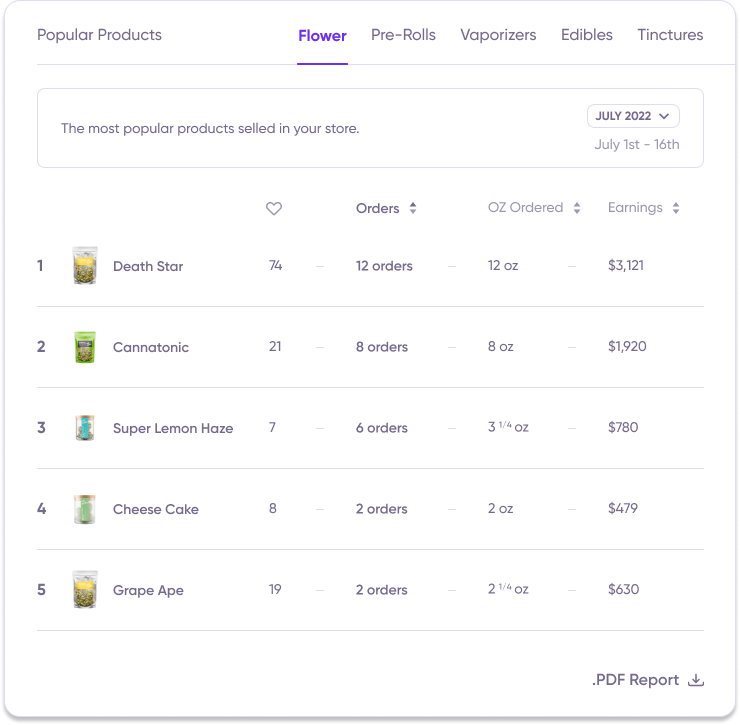 Popular Products Flower Pre-Rolls Vaporizers Edibles Tinctures
The most popular products selled in your store.
JULY 2022
July 1st - 16th
Orders OZ Ordered Earnings
1 Death Star 74 – 12 orders – 12 oz – $3,121
2 Cannatonic 21 – 8 orders – 8 oz – $1,920
3 Super Lemon Haze 7 – 6 orders – 3 1/4 oz – $780
4 Cheese Cake 8 – 2 orders – 2 oz – $479
5 Grape Ape 19 – 2 orders – 2 1/4 oz – $630
.PDF Report